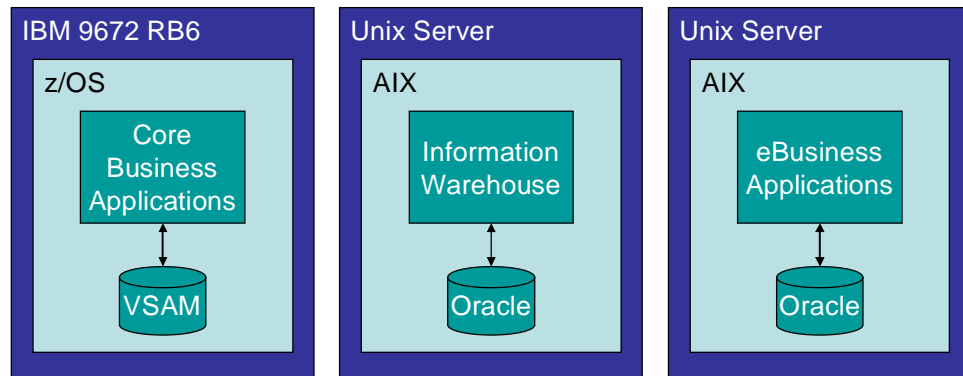 IBM 9672 RB6
z/OS
Core
Business
Applications
VSAM
Unix Server
AIX
Information
Warehouse
Oracle
Unix Server
AIX
eBusiness
Applications
Oracle